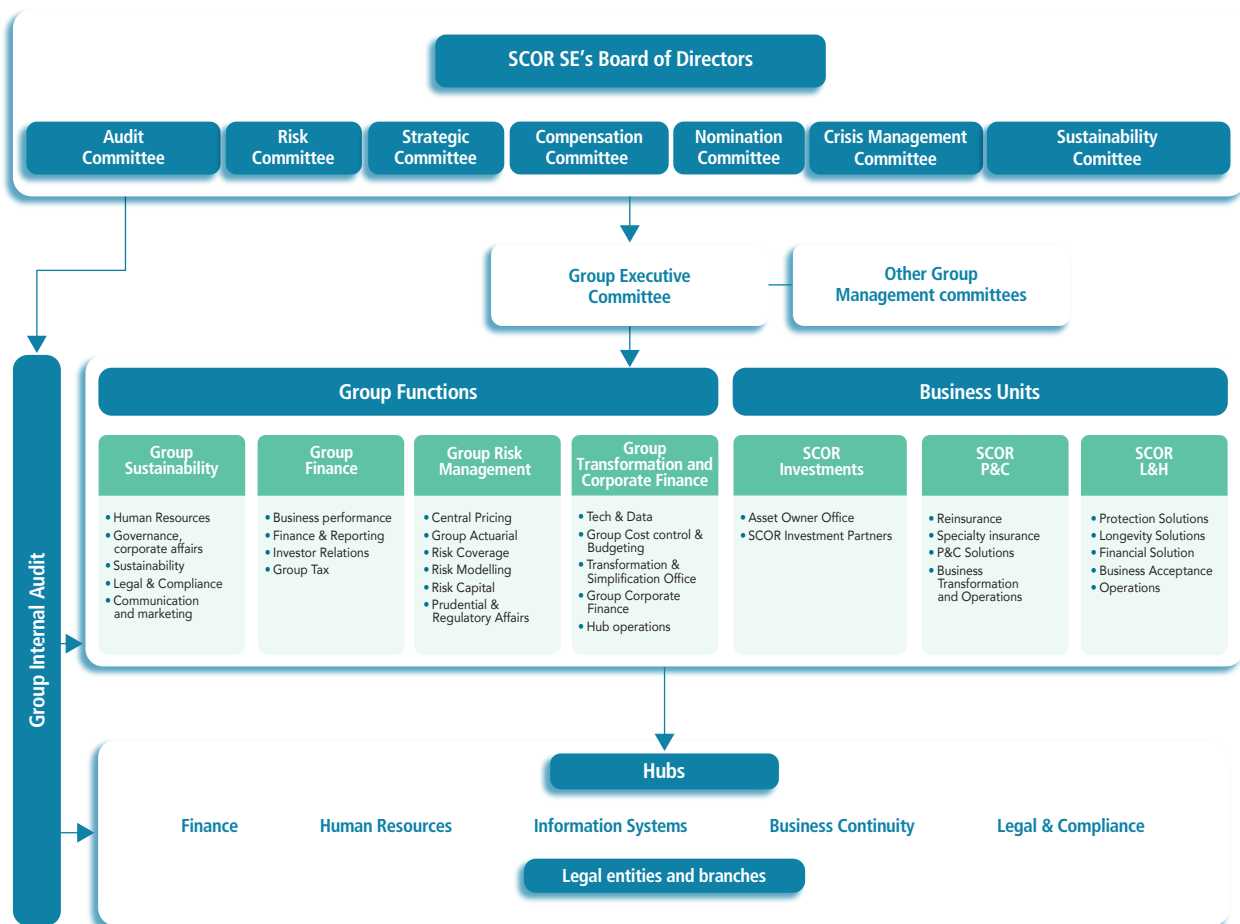 SCOR SE's Board of Directors
Audit
Committee
Risk
Committee
Strategic
Committee
Compensation
Committee
Nomination
Committee
Crisis Management
Committee
Sustainability
Comittee
Group Executive
Committee
Other Group
Management committees
Group Internal Audit
Group Functions
Business Units
Group
Sustainability
• Human Resources
• Governance,
corporate affairs
• Sustainability
• Legal & Compliance
• Communication
and marketing
Group
Finance
• Business performance
• Finance & Reporting
• Investor Relations
• Group Tax
Group Risk
Management
• Central Pricing
• Group Actuarial
• Risk Coverage
• Risk Modelling
• Risk Capital
• Prudential &
Regulatory Affairs
Group
Transformation and
Corporate Finance
• Tech & Data
• Group Cost control &
Budgeting
• Transformation &
Simplification Office
• Group Corporate
Finance
• Hub operations
SCOR
Investments
• Asset Owner Office
• SCOR Investment Partners
SCOR
P&C
• Reinsurance
• Specialty insurance
• P&C Solutions
• Business
Transformation
and Operations
SCOR
L&H
• Protection Solutions
• Longevity Solutions
• Financial Solution
• Business Acceptance
• Operations
Hubs
Finance
Human Resources
Information Systems
Business Continuity
Legal & Compliance
Legal entities and branches